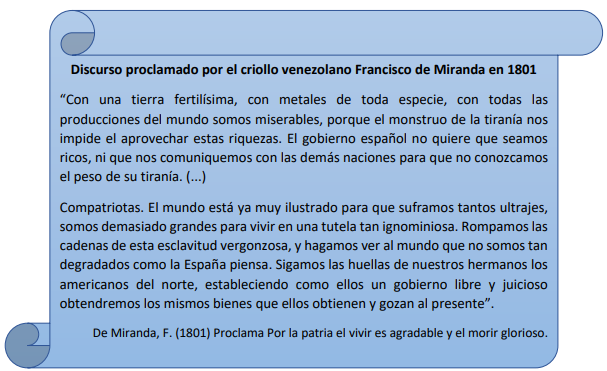 Discurso proclamado por el criollo venezolano Francisco de Miranda en 1801
“Con una tierra fertilísima, con metales de toda especie, con todas las
producciones del mundo somos miserables, porque el monstruo de la tiranía nos
impide el aprovechar estas riquezas. El gobierno español no quiere que seamos
ricos, ni que nos comuniquemos con las demás naciones para que no conozcamos
el peso de su tiranía. (...)
Compatriotas. El mundo está ya muy ilustrado para que suframos tantos ultrajes,
somos demasiado grandes para vivir en una tutela tan ignominiosa. Rompamos las
cadenas de esta esclavitud vergonzosa, y hagamos ver al mundo que no somos tan
degradados como la España piensa. Sigamos las huellas de nuestros hermanos los
americanos del norte, estableciendo como ellos un gobierno libre y juicioso
obtendremos los mismos bienes que ellos obtienen y gozan al presente”.
De Miranda, F. (1801) Proclama Por la patria el vivir es agradable y el morir glorioso.